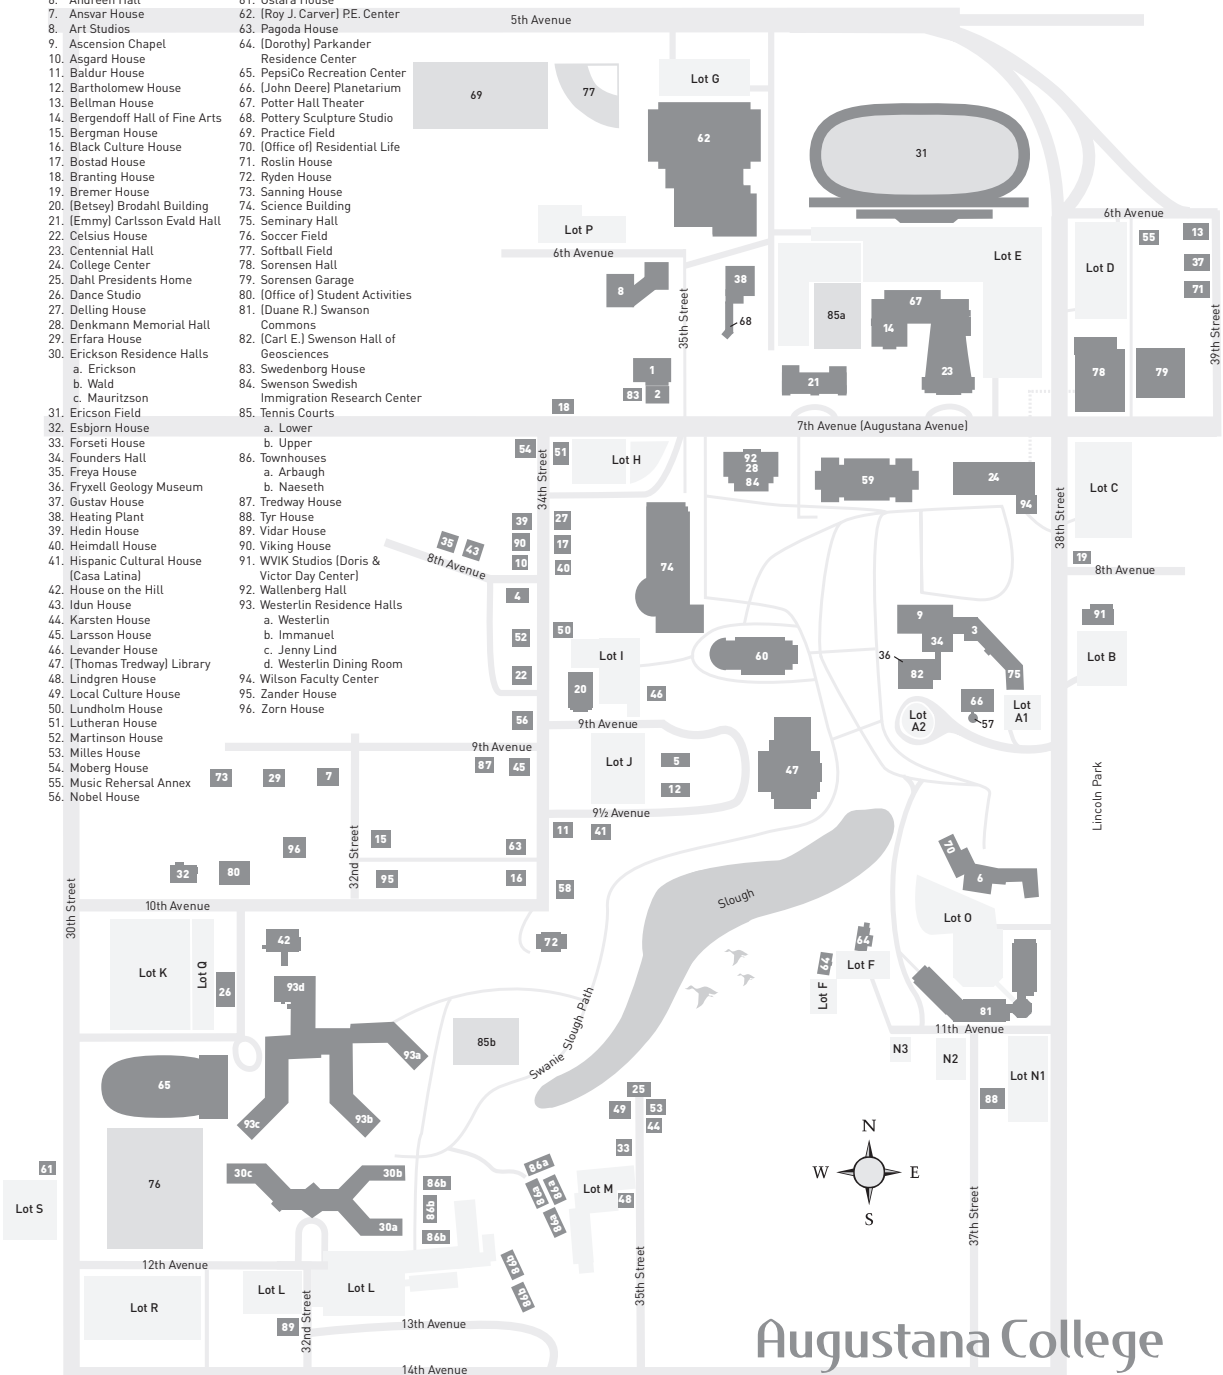 6. Andreen Hall
7. Ansvar House
8. Art Studios
9. Ascension Chapel
10. Asgard House
11. Baldur House
12. Bartholomew House
13. Bellman House
14. Bergendoff Hall of Fine Arts
15. Bergman House
16. Black Culture House
17. Bostad House
18. Branting House
19. Bremer House
20. (Betsey) Brodahl Building
21. (Emmy) Carlsson Evald Hall
22. Celsius House
23. Centennial Hall
24. College Center
25. Dahl Presidents Home
26. Dance Studio
27. Delling House
28. Denkmann Memorial Hall
29. Erfara House
30. Erickson Residence Halls
a. Erickson
b. Wald
c. Mauritzson
31. Ericson Field
32. Esbjorn House
33. Forseti House
34. Founders Hall
35. Freya House
36. Fryxell Geology Museum
37. Gustav House
38. Heating Plant
39. Hedin House
40. Heimdall House
41. Hispanic Cultural House
(Casa Latina)
42. House on the Hill
43. Idun House
44. Karsten House
45. Larsson House
46. Levander House
47. (Thomas Tredway) Library
48. Lindgren House
49. Local Culture House
50. Lundholm House
51. Lutheran House
52. Martinson House
53. Milles House
54. Moberg House
55. Music Rehersal Annex
56. Nobel House
61. Ostara House
62. (Roy J. Carver) P.E. Center
63. Pagoda House
64. (Dorothy) Parkander
Residence Center
65. PepsiCo Recreation Center
66. (John Deere) Planetarium
67. Potter Hall Theater
68. Pottery Sculpture Studio
69. Practice Field
70. (Office of) Residential Life
71. Roslin House
72. Ryden House
73. Sanning House
74. Science Building
75. Seminary Hall
76. Soccer Field
77. Softball Field
78. Sorensen Hall
79. Sorensen Garage
80. (Office of) Student Activities
81. (Duane R.) Swanson
Commons
82. (Carl E.) Swenson Hall of
Geosciences
83. Swedenborg House
84. Swenson Swedish
Immigration Research Center
85. Tennis Courts
a. Lower
b. Upper
86. Townhouses
a. Arbaugh
b. Naeseth
87. Tredway House
88. Tyr House
89. Vidar House
90. Viking House
91. WVIK Studios (Doris &
Victor Day Center)
92. Wallenberg Hall
93. Westerlin Residence Halls
a. Westerlin
b. Immanuel
c. Jenny Lind
d. Westerlin Dining Room
94. Wilson Faculty Center
95. Zander House
96. Zorn House
5th Avenue
69
77
Lot G
62
31
Lot P
6th Avenue
8
38
68
35th Street
85a
67
14
23
21
Lot E
6th Avenue
55
13
37
71
Lot D
39th Street
78
79
1
2
83
18
7th Avenue (Augustana Avenue)
54
51
34th Street
Lot H
92
28
84
59
24
94
38th Street
Lot C
19
8th Avenue
35
43
8th Avenue
39
90
10
4
27
17
40
74
52
50
22
56
Lot I
20
46
60
9
34
3
36
82
75
66
57
Lot
A1
Lot
A2
91
Lot B
9th Avenue
9th Avenue
87
45
Lot J
5
12
47
9½ Avenue
11
41
Lincoln Park
73
29
7
96
15
32nd Street
63
32
80
95
16
58
30th Street
10th Avenue
Slough
70
6
Lot O
72
42
Lot K
Lot Q
26
93d
93a
93c
93b
85b
Swanie Slough Path
64
64
Lot F
Lot F
81
11th Avenue
N3
N2
Lot N1
88
65
76
61
Lot S
30c
30b
30a
86b
86b
86b
86a
86a
86a
86a
86b
86b
25
49
53
44
33
Lot M
48
35th Street
N
W
E
S
37th Street
12th Avenue
Lot R
Lot L
Lot L
89
32nd Street
13th Avenue
14th Avenue
Augustana College